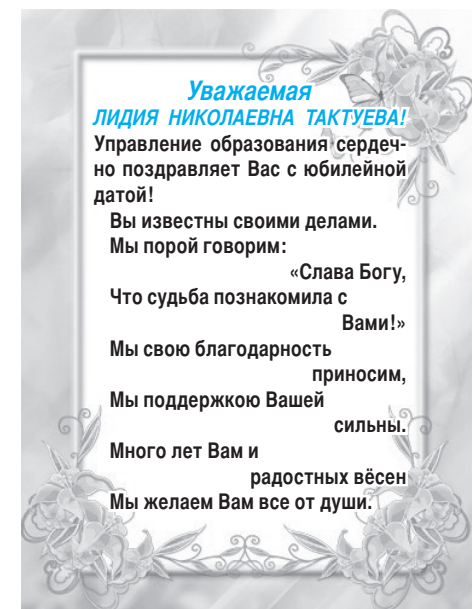 Уважаемая
ЛИДИЯ НИКОЛАЕВНА ТАКТУЕВА!
Управление образования сердеч-
но поздравляет Вас с юбилейной
датой!
Вы известны своими делами.
Мы порой говорим:
«Слава Богу,
Что судьба познакомила с
Вами!»
Мы свою благодарность
приносим,
Мы поддержкою Вашей
сильны.
Много лет Вам и
радостных вёсен
Мы желаем Вам все от души.